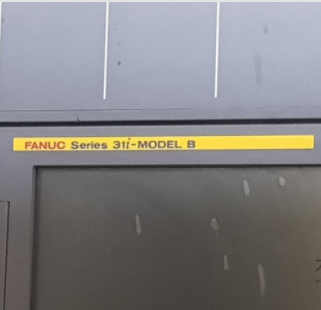 FANUC Series 31i-MODEL B